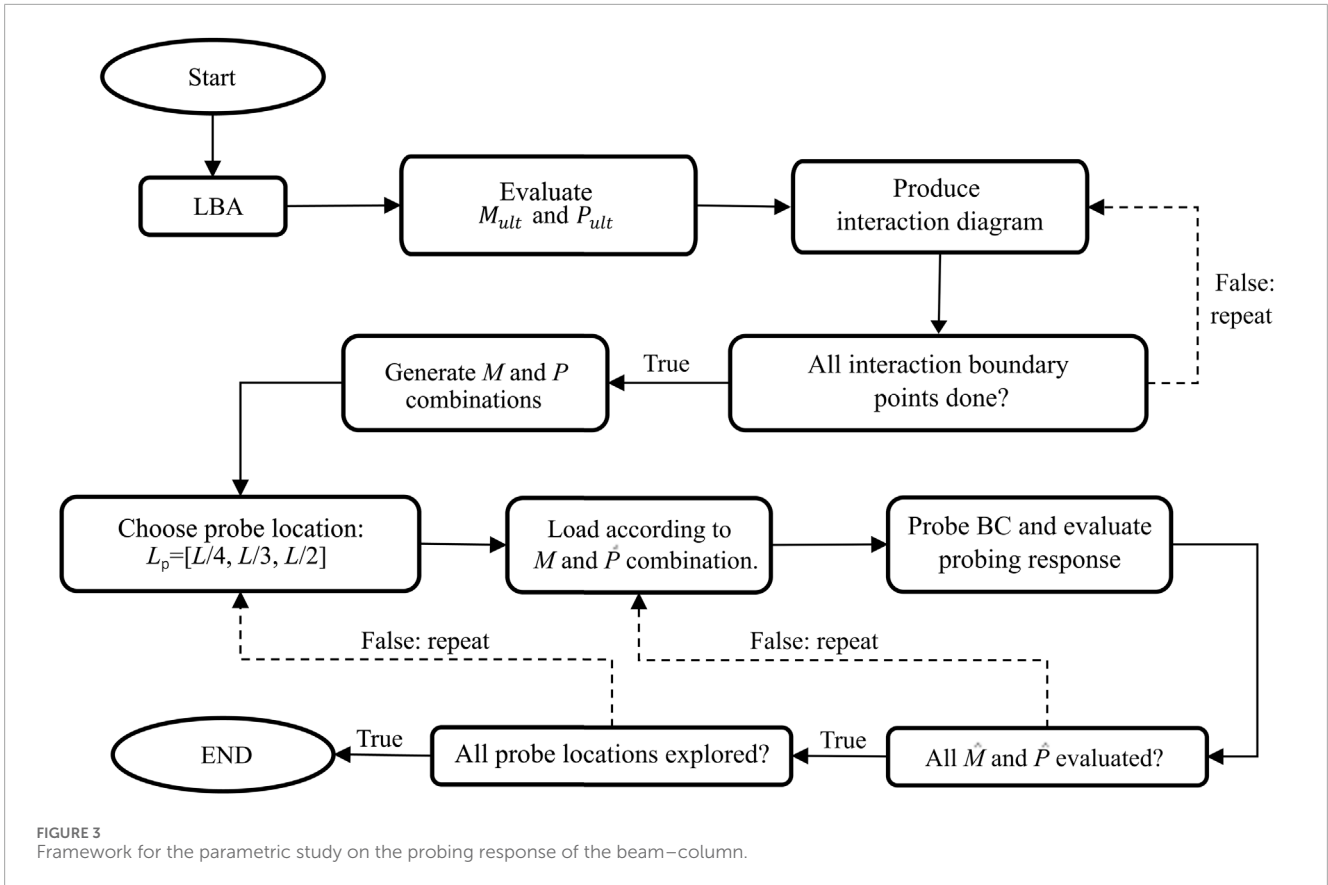 Start
LBA
Evaluate
M_ult and P_ult
Produce
interaction diagram
False:
repeat
All interaction boundary
points done?
True
Generate M and P
combinations
Choose probe location:
L_p=[L/4, L/3, L/2]
Load according to
M̂ and P̂ combination.
Probe BC and evaluate
probing response
False: repeat
False: repeat
All M̂ and P̂ evaluated?
True
All probe locations explored?
True
END
FIGURE 3
Framework for the parametric study on the probing response of the beam–column.